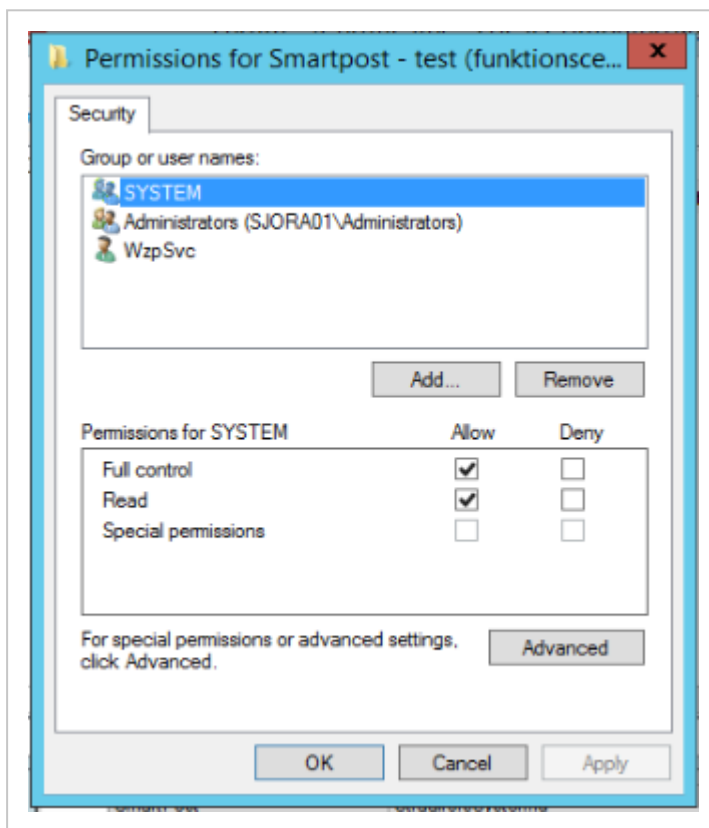 Permissions for Smartpost - test (funktionsce...
Security
Group or user names:
SYSTEM
Administrators (SJORA01\Administrators)
WzpSvc
Add...
Remove
Permissions for SYSTEM Allow Deny
Full control
Read
Special permissions
For special permissions or advanced settings,
click Advanced.
Advanced
OK
Cancel
Apply